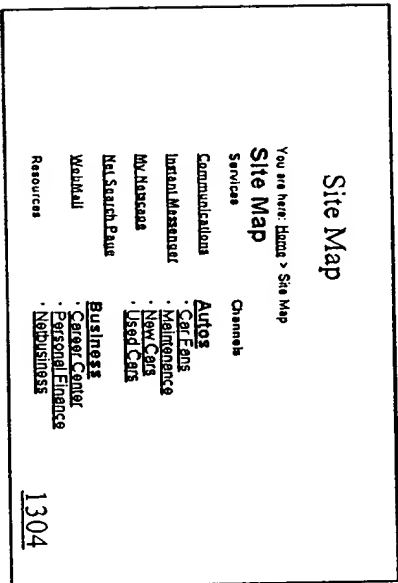 Site Map
You are here: Home > Site Map
Site Map
Services
Communications
Instant Messenger
My Netscape
Net Search Page
WebMail
Resources
Channels
Autos
· Car Fans
· Maintenance
· New Cars
· Used Cars
Business
· Career Center
· Personal Finance
· Netbusiness
1304